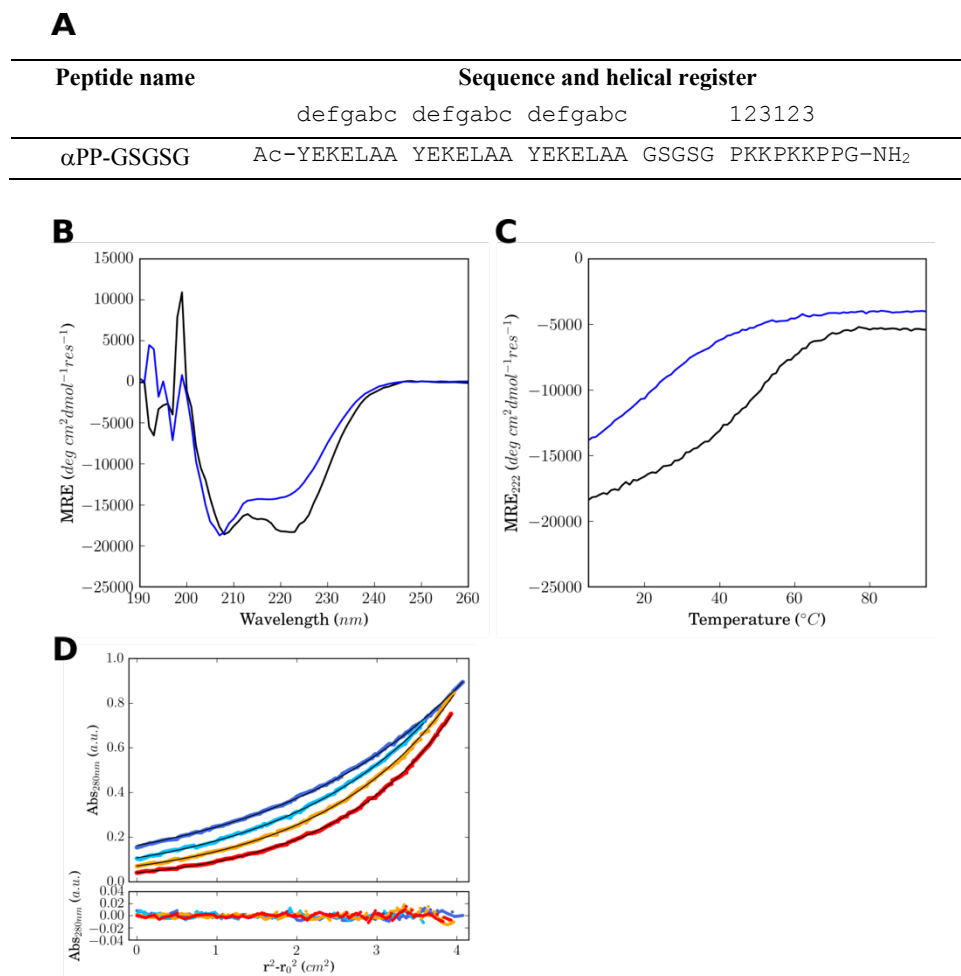 A
Peptide name Sequence and helical register
defgabc defgabc defgabc 123123
αPP-GSGSG Ac-YEKELAA YEKELAA YEKELAA GSGSG PKKPKKPPG-NH₂
B
15000
10000
5000
0
−5000
−10000
−15000
−20000
−25000
MRE (deg cm²dmol⁻¹res⁻¹)
190 200 210 220 230 240 250 260
Wavelength (nm)
C
0
−5000
−10000
−15000
−20000
−25000
MRE₂₂₂ (deg cm²dmol⁻¹res⁻¹)
20 40 60 80
Temperature (°C)
D
1.0
0.8
0.6
0.4
0.2
0.0
Abs₂₈₀ₙₘ (a.u.)
0.04
0.02
0.00
−0.02
−0.04
Abs₂₈₀ₙₘ (a.u.)
0 1 2 3 4
r²-r₀² (cm²)